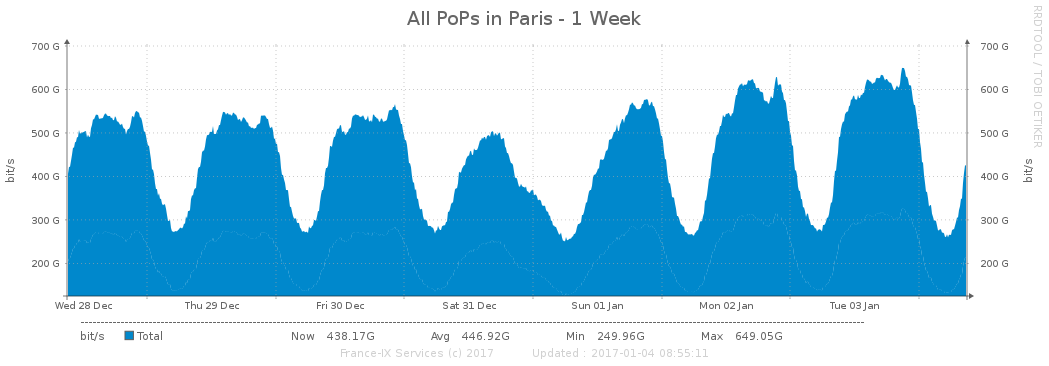 All PoPs in Paris - 1 Week
RRDTOOL / TOBI OETIKER
700 G 700 G
600 G 600 G
500 G 500 G
400 G 400 G
300 G 300 G
200 G 200 G
bit/s bit/s
Wed 28 Dec Thu 29 Dec Fri 30 Dec Sat 31 Dec Sun 01 Jan Mon 02 Jan Tue 03 Jan
bit/s Total Now 438.17G Avg 446.92G Min 249.96G Max 649.05G
France-IX Services (c) 2017 Updated : 2017-01-04 08:55:11